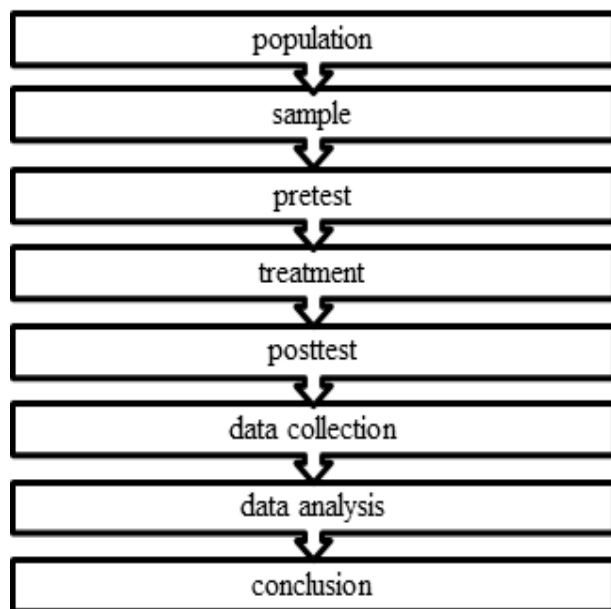 population
sample
pretest
treatment
posttest
data collection
data analysis
conclusion